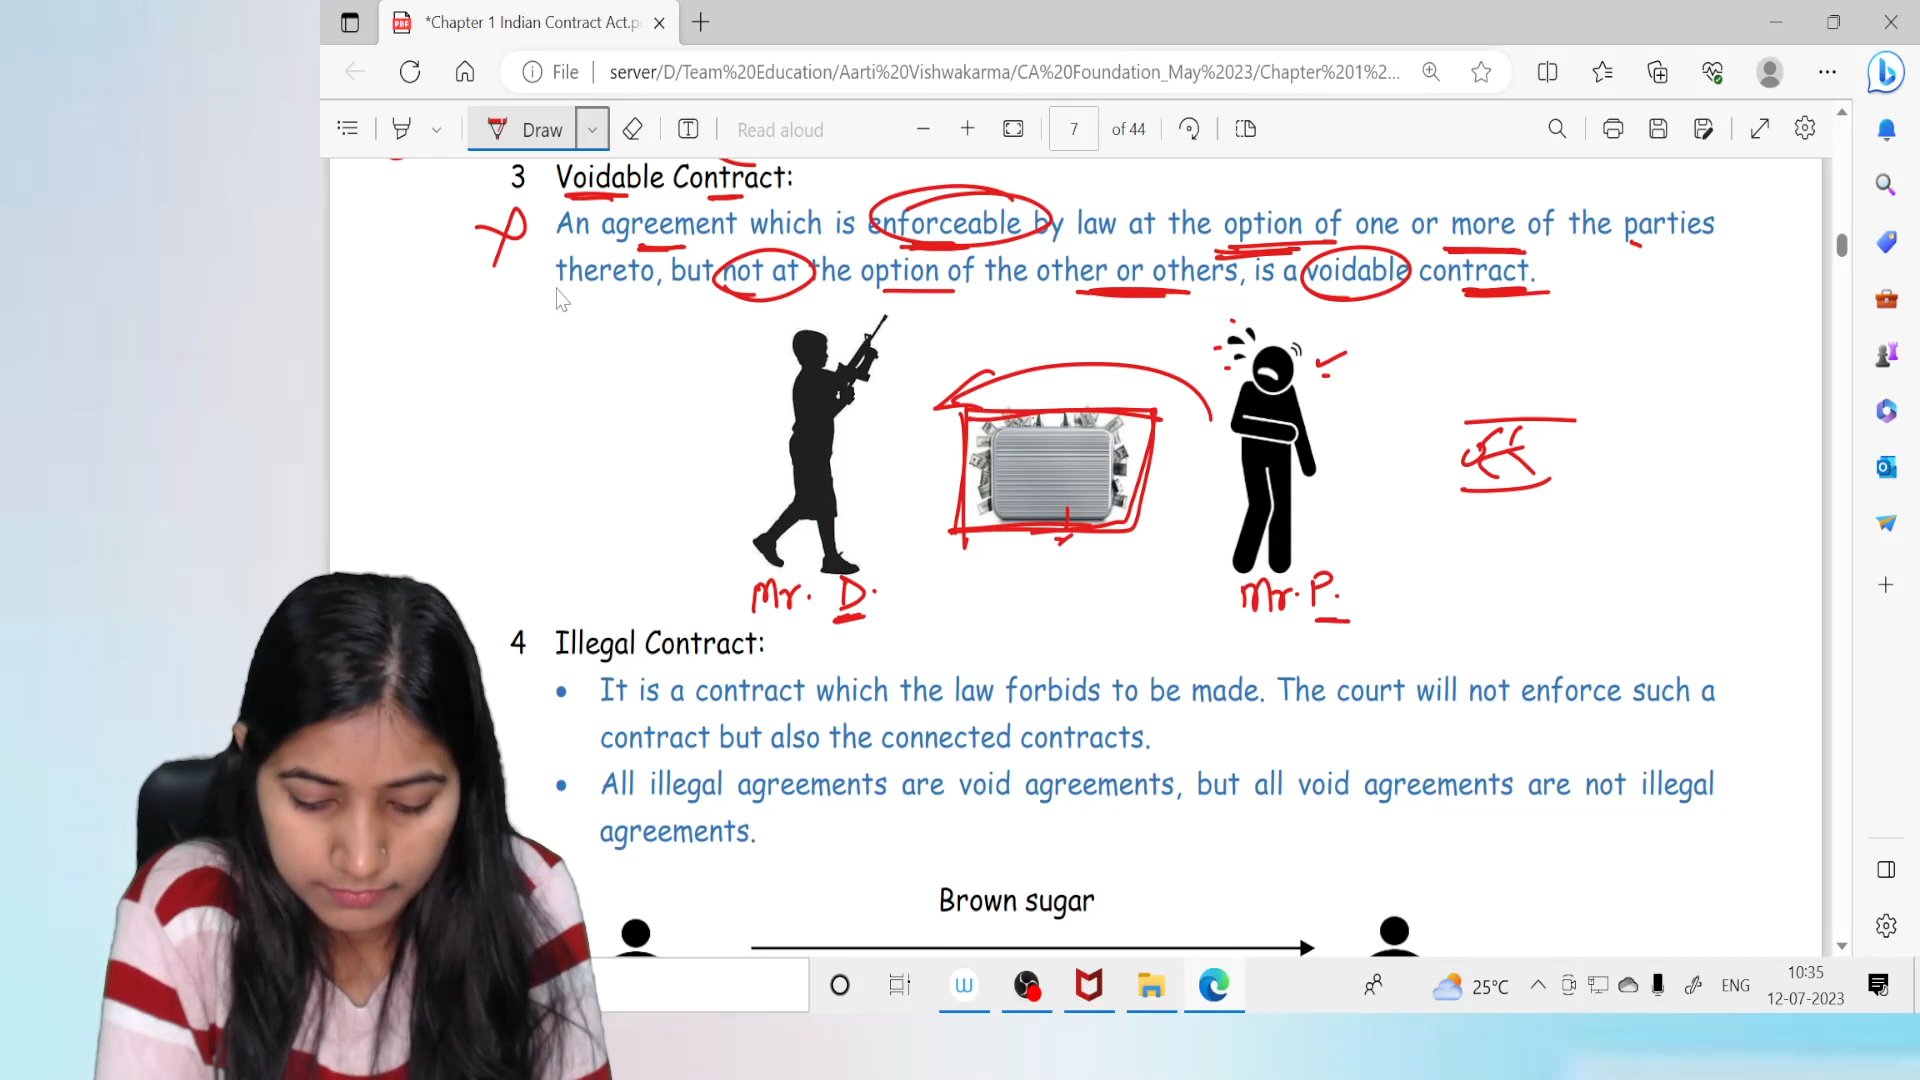 *Chapter 1 Indian Contract Act.p
File server/D/Team%20Education/Aarti%20Vishwakarma/CA%20Foundation_May%2023/Chapter%201%2...
Draw Read aloud 7 of 44
3 Voidable Contract:
An agreement which is enforceable by law at the option of one or more of the parties
thereto, but not at the option of the other or others, is a voidable contract.
Mr. D. Mr. P.
4 Illegal Contract:
• It is a contract which the law forbids to be made. The court will not enforce such a
contract but also the connected contracts.
• All illegal agreements are void agreements, but all void agreements are not illegal
agreements.
Brown sugar
25°C ENG 10:35
12-07-2023